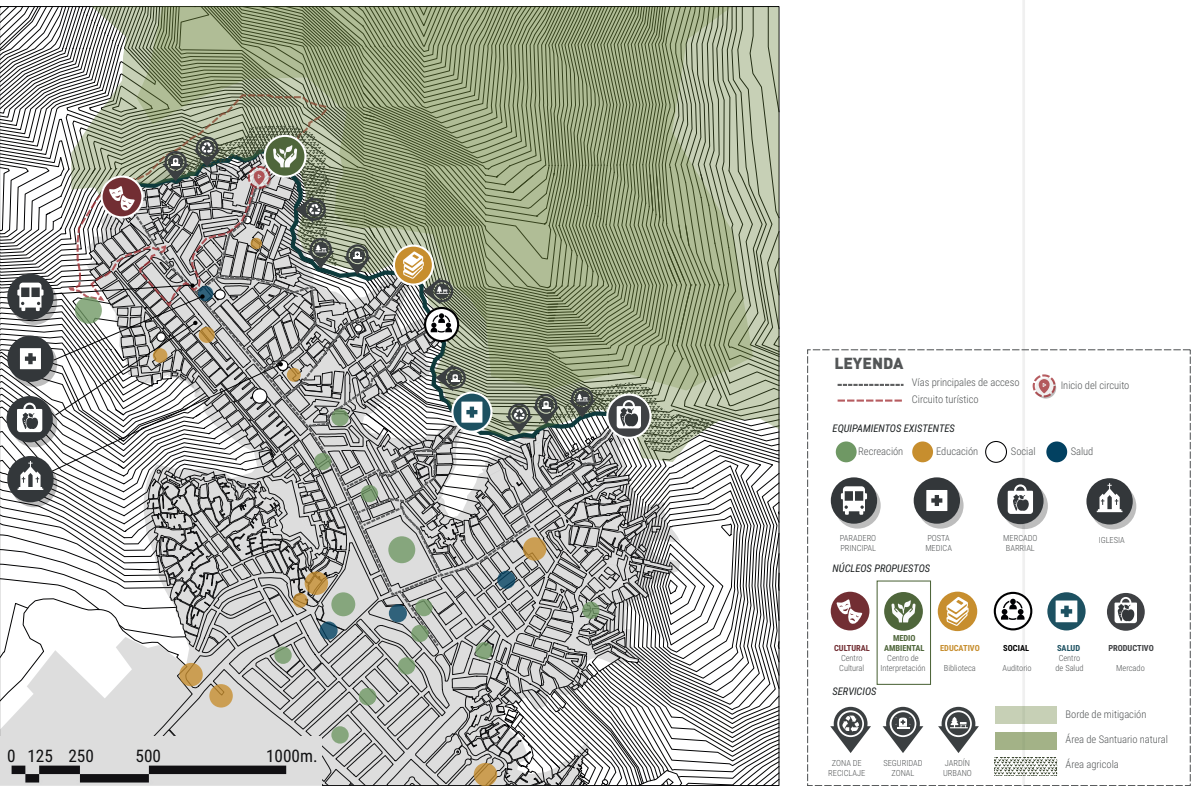 0 125 250 500 1000m.
LEYENDA
Vías principales de acceso
Inicio del circuito
Circuito turístico
EQUIPAMIENTOS EXISTENTES
Recreación
Educación
Social
Salud
PARADERO
PRINCIPAL
POSTA
MEDICA
MERCADO
BARRIAL
IGLESIA
NÚCLEOS PROPUESTOS
CULTURAL
Centro
Cultural
MEDIO
AMBIENTAL
Centro de
Interpretación
EDUCATIVO
Biblioteca
SOCIAL
Auditorio
SALUD
Centro
de Salud
PRODUCTIVO
Mercado
SERVICIOS
ZONA DE
RECICLAJE
SEGURIDAD
ZONAL
JARDÍN
URBANO
Borde de mitigación
Área de Santuario natural
Área agricola